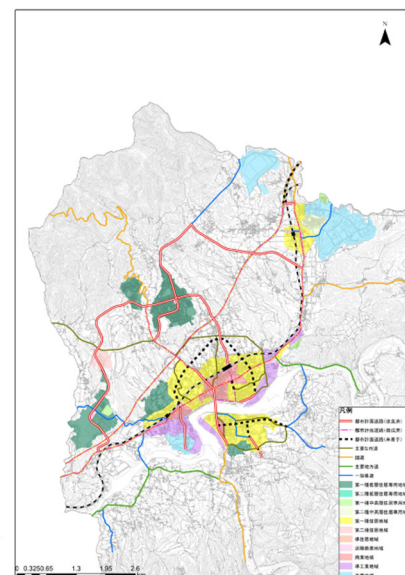 N
凡例
都市計画道路(改良済)
都市計画道路(概成済)
都市計画道路(未着手)
主要な町道
国道
主要地方道
一般県道
第一種低層住居専用地域
第二種低層住居専用地域
第一種中高層住居専用地域
第二種中高層住居専用地域
第一種住居地域
第二種住居地域
準住居地域
近隣商業地域
商業地域
準工業地域
0 0.3250.65 1.3 1.95 2.6